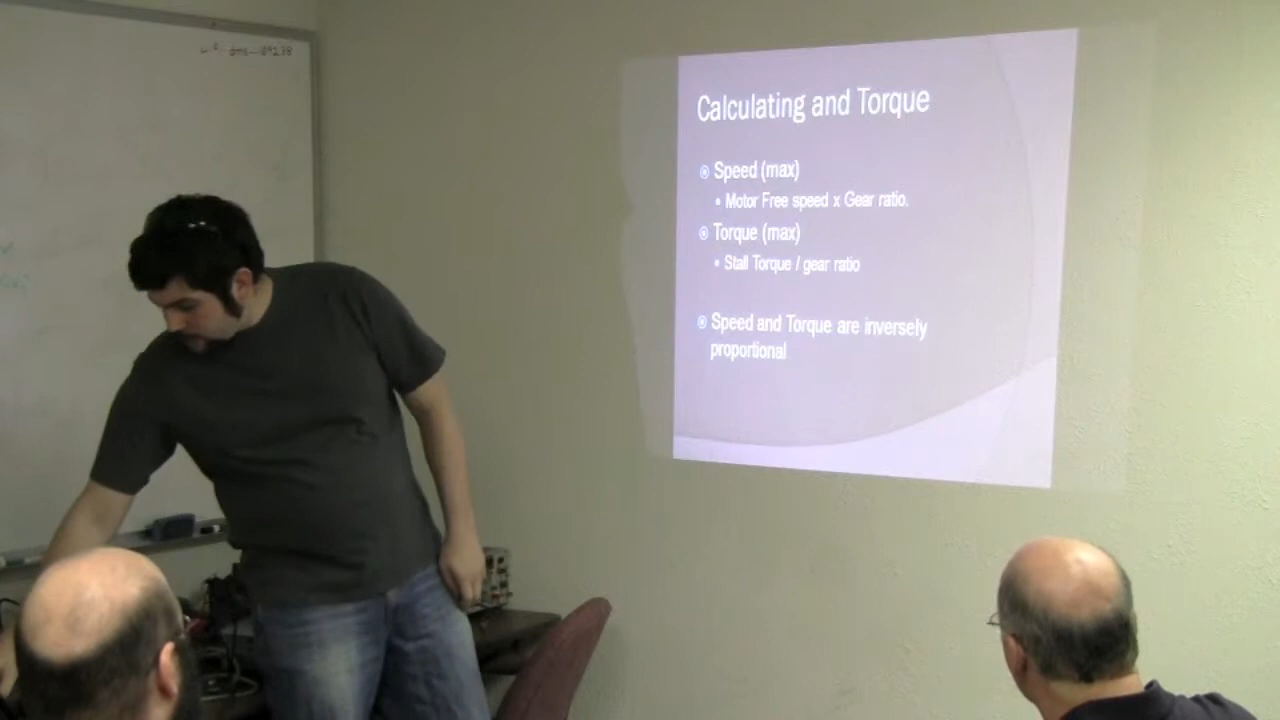 Calculating and Torque
Speed (max)
• Motor Free speed x Gear ratio.
Torque (max)
• Stall Torque / gear ratio
Speed and Torque are inversely
proportional